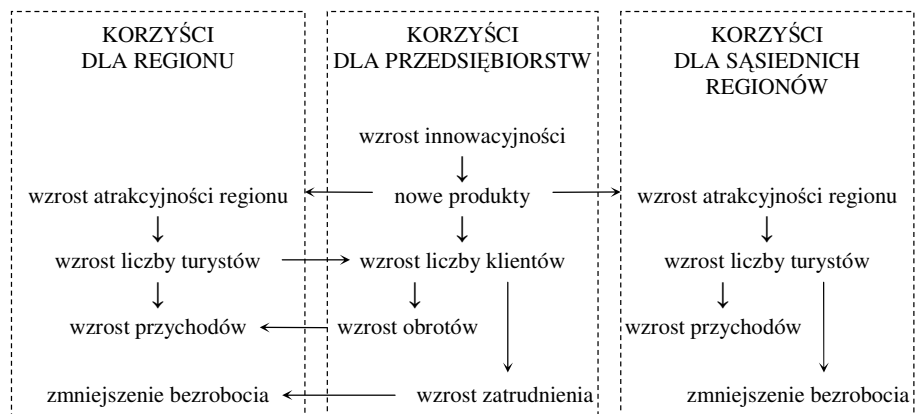 KORZYŚCI
DLA REGIONU
wzrost atrakcyjności regionu
wzrost liczby turystów
wzrost przychodów
zmniejszenie bezrobocia
KORZYŚCI
DLA PRZEDSIĘBIORSTW
wzrost innowacyjności
nowe produkty
wzrost liczby klientów
wzrost obrotów
wzrost zatrudnienia
KORZYŚCI
DLA SĄSIEDNICH
REGIONÓW
wzrost atrakcyjności regionu
wzrost liczby turystów
wzrost przychodów
zmniejszenie bezrobocia